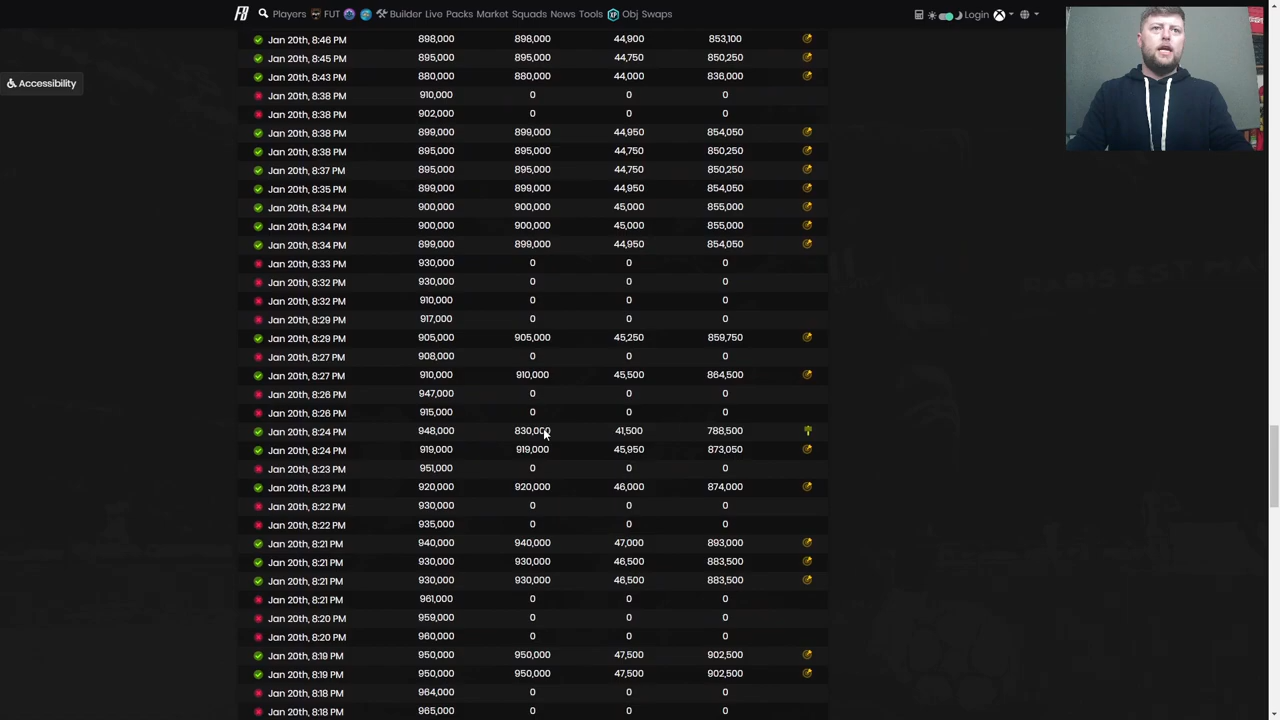 F8 Players FUT Builder Live Packs Market Squads News Tools XP Obj Swaps Login
Jan 20th, 8:46 PM 898,000 898,000 44,900 853,100
Jan 20th, 8:45 PM 895,000 895,000 44,750 850,250
Jan 20th, 8:43 PM 880,000 880,000 44,000 836,000
Accessibility
Jan 20th, 8:38 PM 910,000 0 0 0
Jan 20th, 8:38 PM 902,000 0 0 0
Jan 20th, 8:38 PM 899,000 899,000 44,950 854,050
Jan 20th, 8:38 PM 895,000 895,000 44,750 850,250
Jan 20th, 8:37 PM 895,000 895,000 44,750 850,250
Jan 20th, 8:35 PM 899,000 899,000 44,950 854,050
Jan 20th, 8:34 PM 900,000 900,000 45,000 855,000
Jan 20th, 8:34 PM 900,000 900,000 45,000 855,000
Jan 20th, 8:34 PM 899,000 899,000 44,950 854,050
Jan 20th, 8:33 PM 930,000 0 0 0
Jan 20th, 8:32 PM 930,000 0 0 0
Jan 20th, 8:32 PM 910,000 0 0 0
Jan 20th, 8:29 PM 917,000 0 0 0
Jan 20th, 8:29 PM 905,000 905,000 45,250 859,750
Jan 20th, 8:27 PM 908,000 0 0 0
Jan 20th, 8:27 PM 910,000 910,000 45,500 864,500
Jan 20th, 8:26 PM 947,000 0 0 0
Jan 20th, 8:26 PM 915,000 0 0 0
Jan 20th, 8:24 PM 948,000 830,000 41,500 788,500
Jan 20th, 8:24 PM 919,000 919,000 45,950 873,050
Jan 20th, 8:23 PM 951,000 0 0 0
Jan 20th, 8:23 PM 920,000 920,000 46,000 874,000
Jan 20th, 8:22 PM 930,000 0 0 0
Jan 20th, 8:22 PM 935,000 0 0 0
Jan 20th, 8:21 PM 940,000 940,000 47,000 893,000
Jan 20th, 8:21 PM 930,000 930,000 46,500 883,500
Jan 20th, 8:21 PM 930,000 930,000 46,500 883,500
Jan 20th, 8:21 PM 961,000 0 0 0
Jan 20th, 8:20 PM 959,000 0 0 0
Jan 20th, 8:20 PM 960,000 0 0 0
Jan 20th, 8:19 PM 950,000 950,000 47,500 902,500
Jan 20th, 8:19 PM 950,000 950,000 47,500 902,500
Jan 20th, 8:18 PM 964,000 0 0 0
Jan 20th, 8:18 PM 965,000 0 0 0